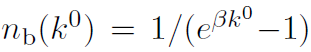 n_b(k^0) = 1/(e^{βk^0} − 1)